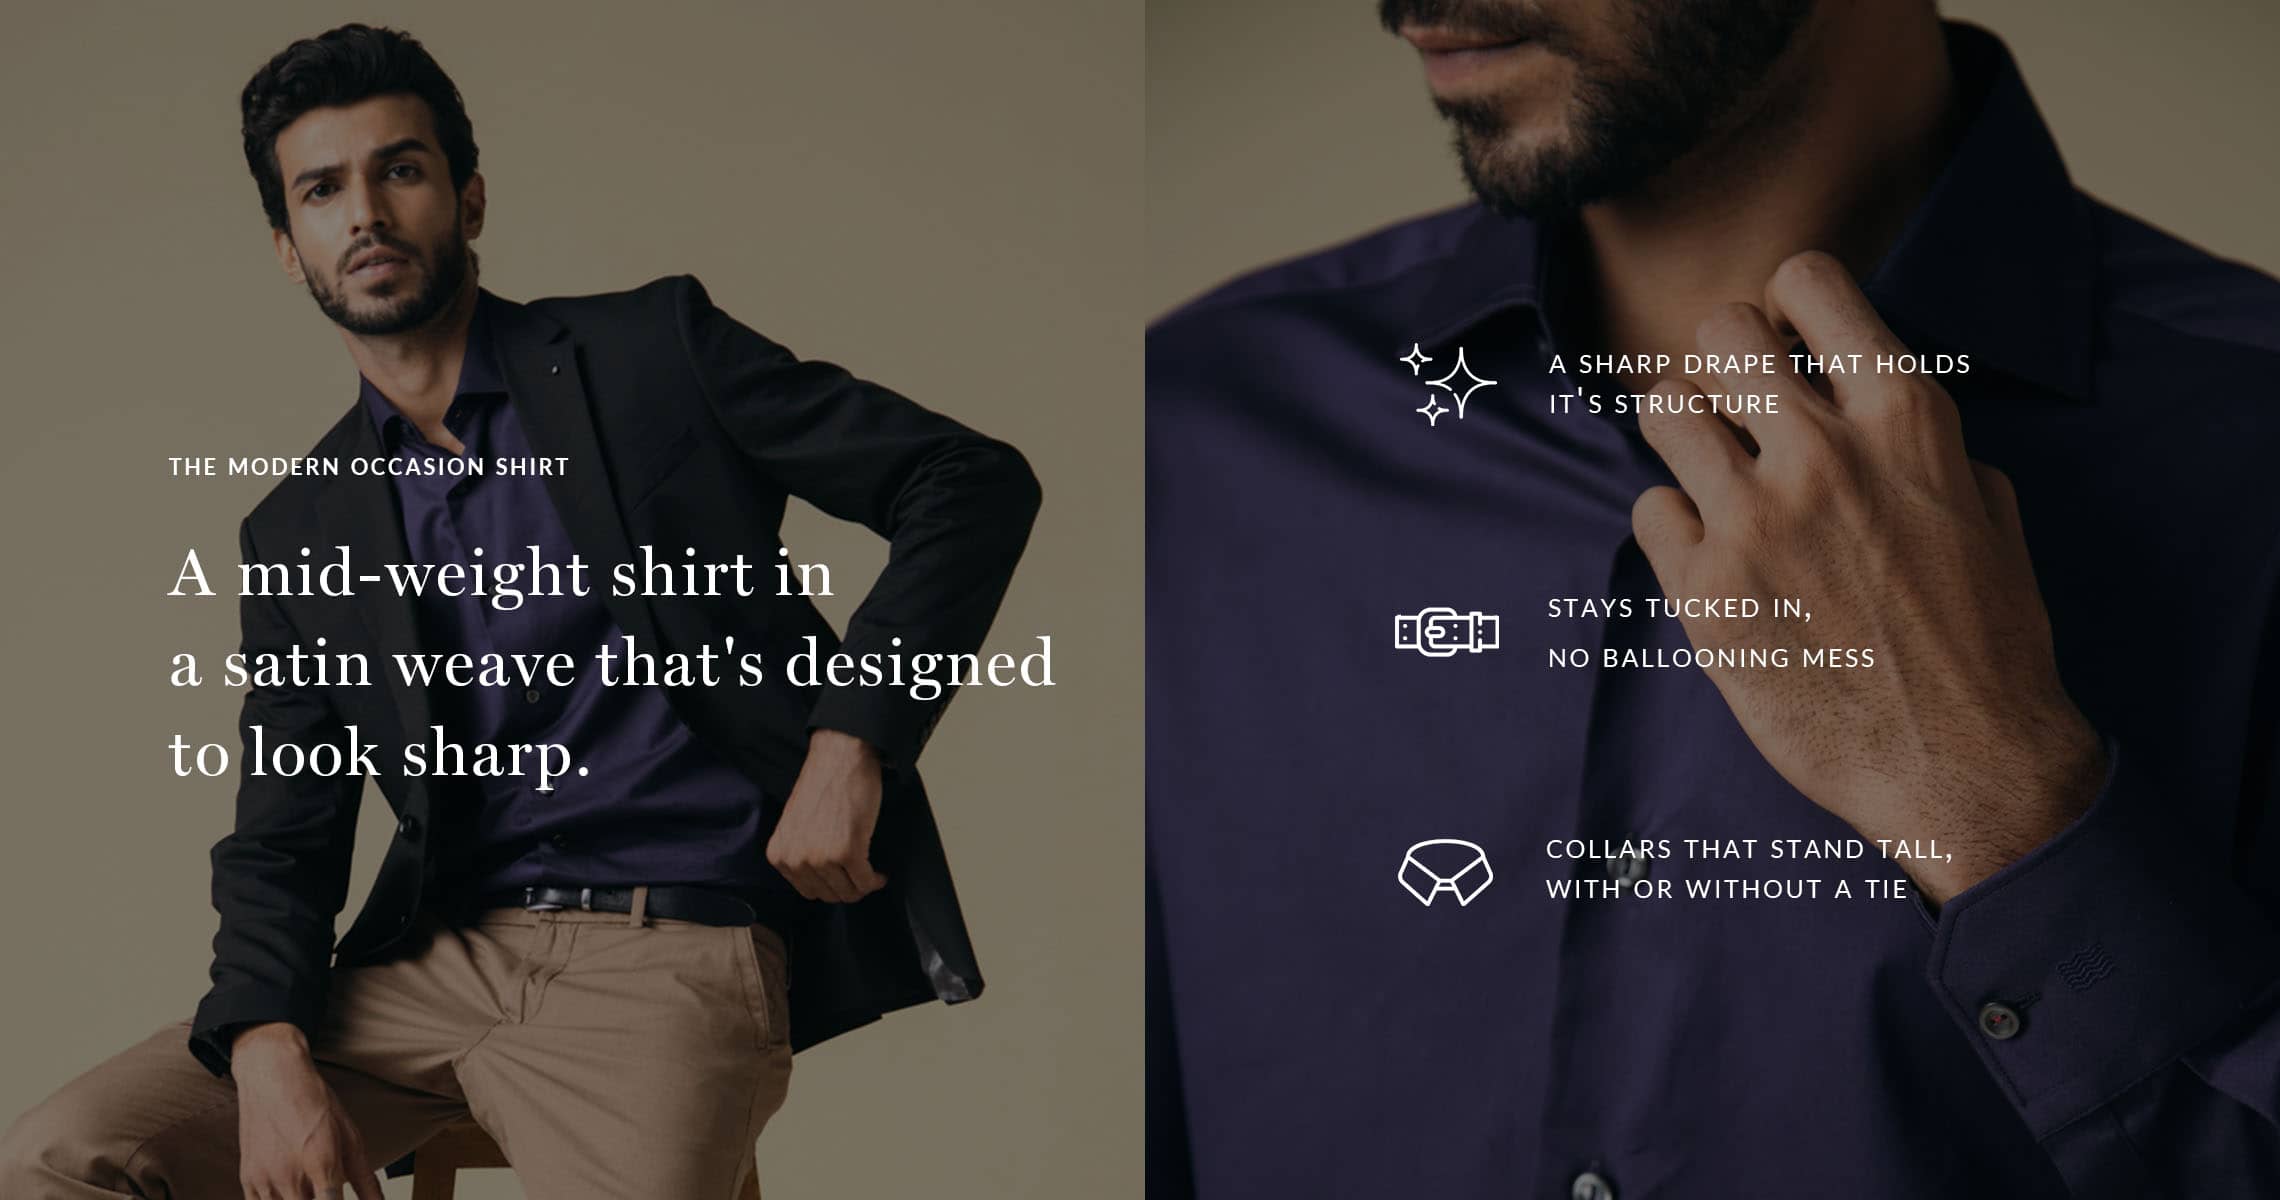 THE MODERN OCCASION SHIRT
A mid-weight shirt in
a satin weave that's designed
to look sharp.
A SHARP DRAPE THAT HOLDS
IT'S STRUCTURE
STAYS TUCKED IN,
NO BALLOONING MESS
COLLARS THAT STAND TALL,
WITH OR WITHOUT A TIE